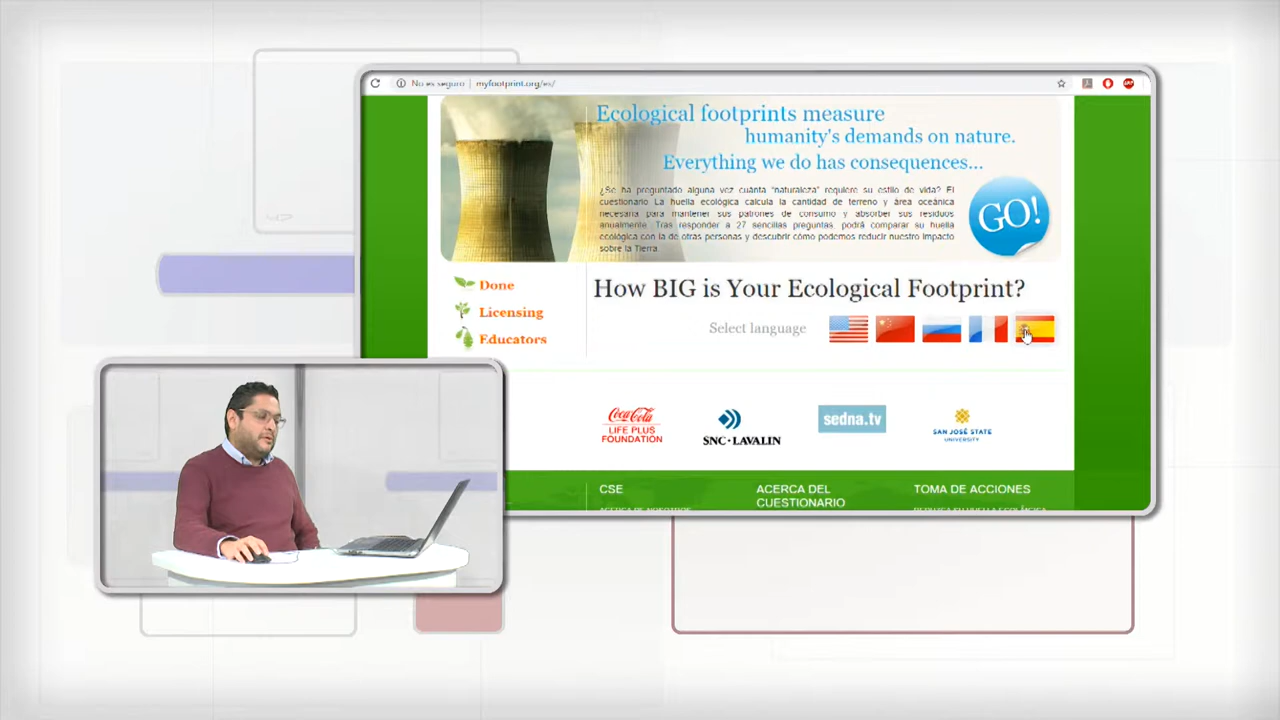 No es seguro | myfootprint.org/es/
Ecological footprints measure
humanity's demands on nature.
Everything we do has consequences...
¿Se ha preguntado alguna vez cuánta "naturaleza" requiere su estilo de vida? El
cuestionario La huella ecológica calcula la cantidad de terreno y área oceánica
necesaria para mantener sus patrones de consumo y absorber sus residuos
anualmente. Tras responder a 27 sencillas preguntas, podrá comparar su huella
ecológica con la de otras personas y descubrir cómo podemos reducir nuestro impacto
sobre la Tierra.
GO!
Done
Licensing
Educators
How BIG is Your Ecological Footprint?
Select language
Coca-Cola
LIFE PLUS
FOUNDATION
SNC·LAVALIN
sedna.tv
SAN JOSÉ STATE
UNIVERSITY
CSE
ACERCA DEL
CUESTIONARIO
TOMA DE ACCIONES